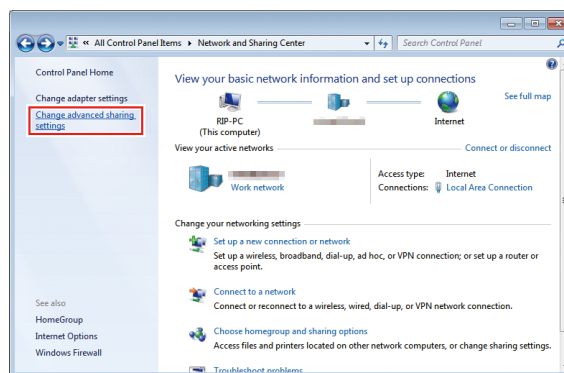 « All Control Panel Items ▸ Network and Sharing Center
Search Control Panel
Control Panel Home
Change adapter settings
Change advanced sharing
settings
See also
HomeGroup
Internet Options
Windows Firewall
View your basic network information and set up connections
See full map
RIP-PC
(This computer)
Internet
View your active networks
Connect or disconnect
Work network
Access type: Internet
Connections: Local Area Connection
Change your networking settings
Set up a new connection or network
Set up a wireless, broadband, dial-up, ad hoc, or VPN connection; or set up a router or
access point.
Connect to a network
Connect or reconnect to a wireless, wired, dial-up, or VPN network connection.
Choose homegroup and sharing options
Access files and printers located on other network computers, or change sharing settings.
Troubleshoot problems